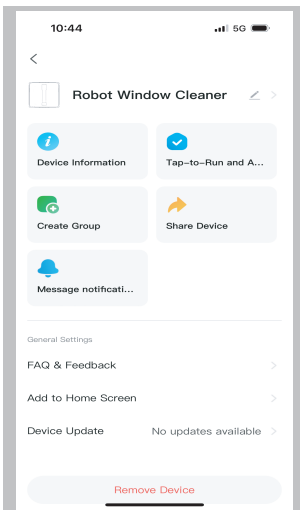 10:44
5G
Robot Window Cleaner
Device Information
Tap-to-Run and A...
Create Group
Share Device
Message notificati...
General Settings
FAQ & Feedback
Add to Home Screen
Device Update No updates available
Remove Device